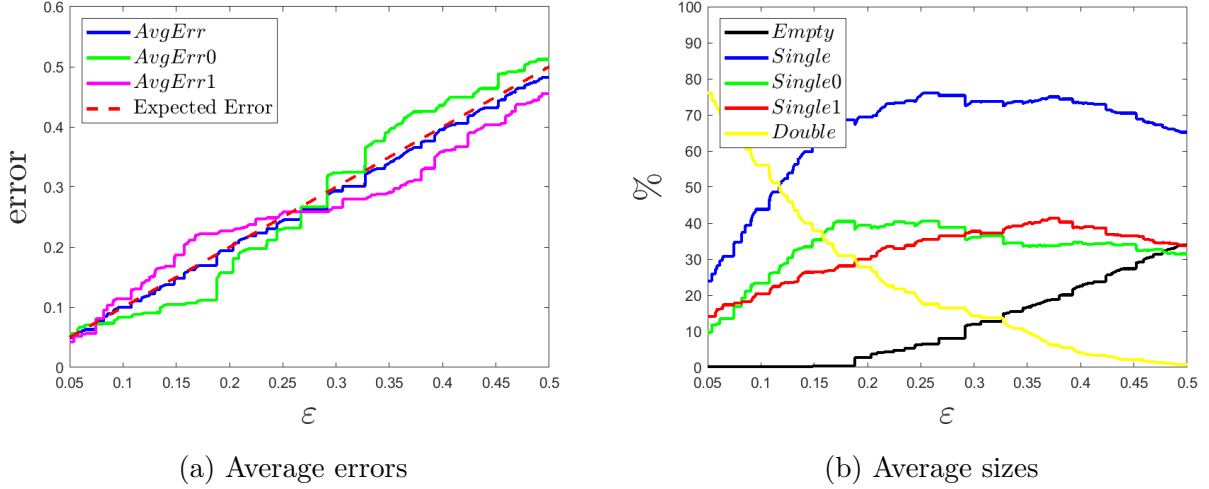 0.6
0.5
0.4
0.3
0.2
0.1
0
error
AvgErr
AvgErr0
AvgErr1
Expected Error
0.05 0.1 0.15 0.2 0.25 0.3 0.35 0.4 0.45 0.5
ε
(a) Average errors
100
90
80
70
60
50
40
30
20
10
0
%
Empty
Single
Single0
Single1
Double
0.05 0.1 0.15 0.2 0.25 0.3 0.35 0.4 0.45 0.5
ε
(b) Average sizes